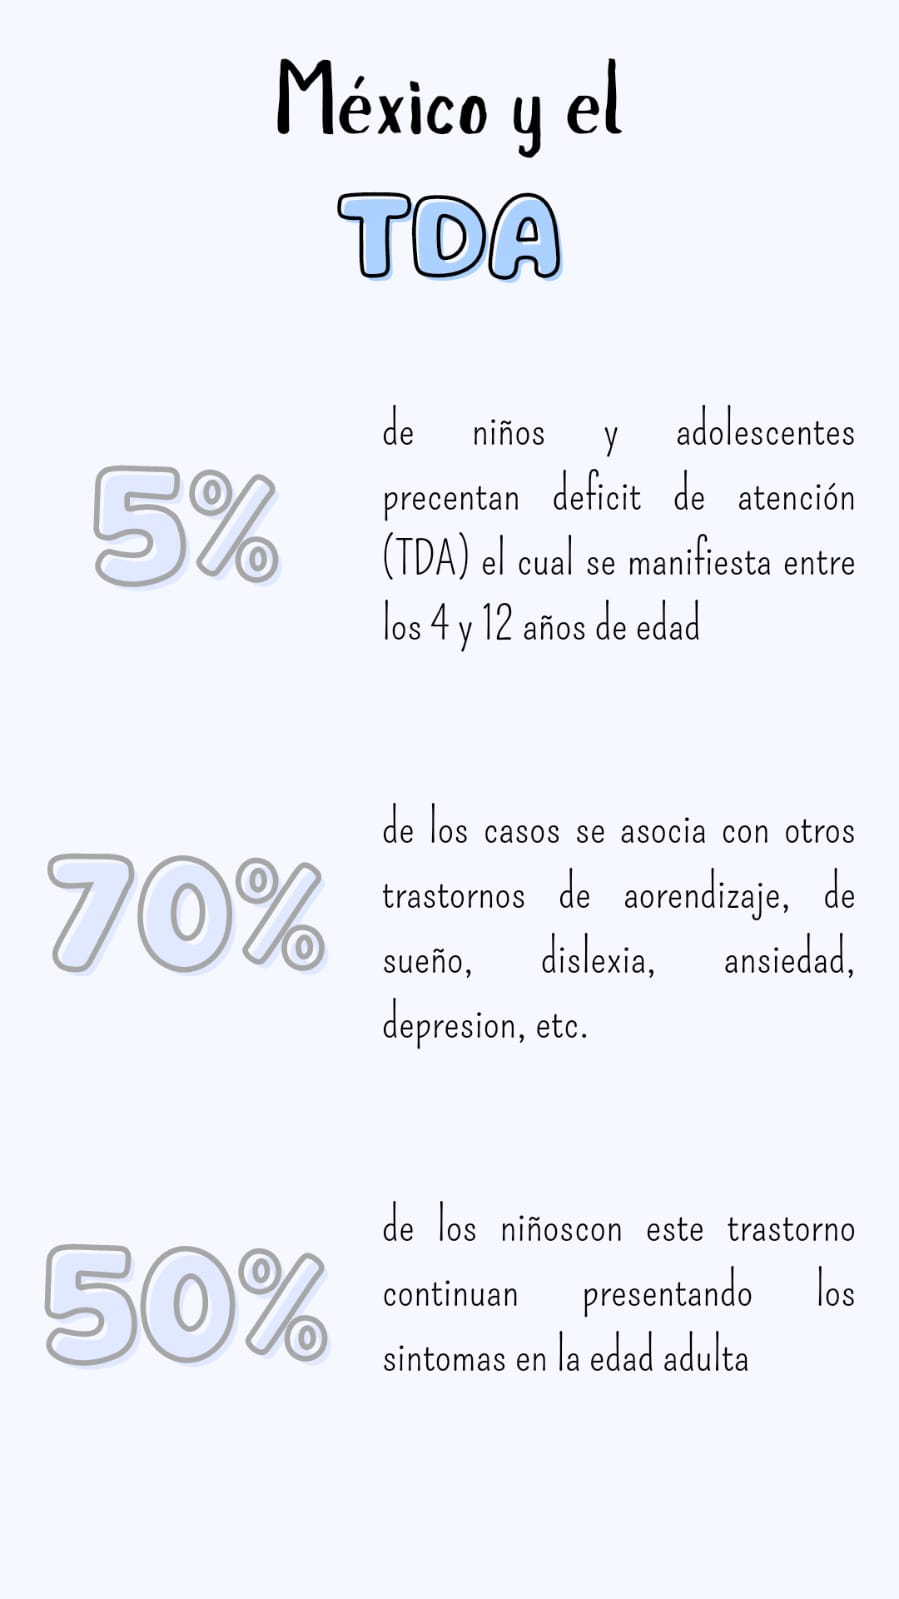 México y el
TDA
5%
de niños y adolescentes
precentan deficit de atención
(TDA) el cual se manifiesta entre
los 4 y 12 años de edad
70%
de los casos se asocia con otros
trastornos de aorendizaje, de
sueño, dislexia, ansiedad,
depresion, etc.
50%
de los niñoscon este trastorno
continuan presentando los
sintomas en la edad adulta